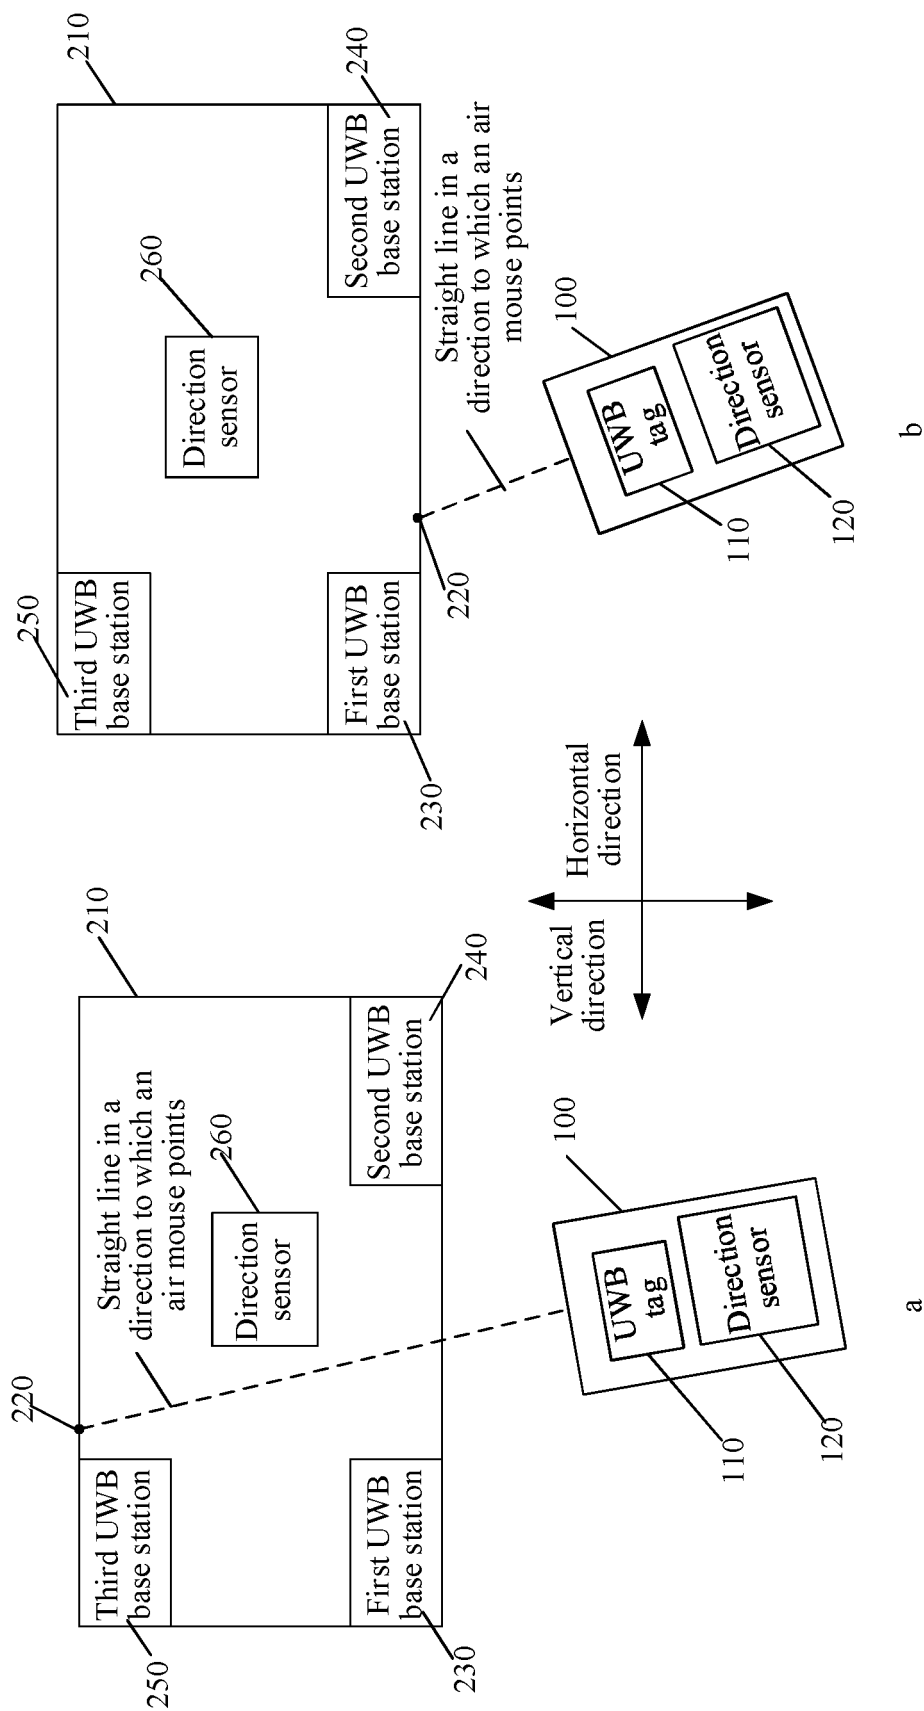 220
Straight line in a
direction to which an
air mouse points
210
Third UWB
base station
250
260
Direction
sensor
First UWB
base station
230
Second UWB
base station
240
100
UWB
tag
Direction
sensor
110
120
a
Vertical
direction
Horizontal
direction
210
250
Third UWB
base station
260
Direction
sensor
240
Second UWB
base station
First UWB
base station
230
220
Straight line in a
direction to which an air
mouse points
100
UWB
tag
Direction
sensor
110
120
b